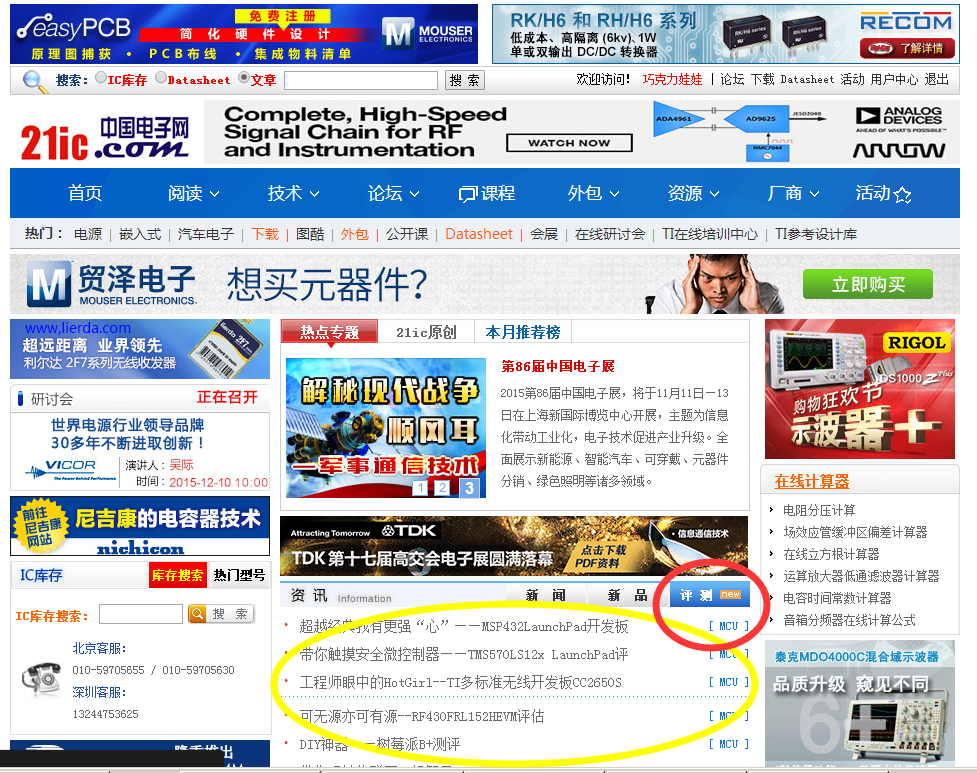 easyPCB
免费注册
简化硬件设计
原理图捕获 • PCB布线 • 集成物料清单
MOUSER
ELECTRONICS
RK/H6 和 RH/H6 系列
低成本、高隔离 (6kv)、1W
单或双输出 DC/DC 转换器
RECOM
了解详情
搜索: IC库存 Datasheet 文章 搜 索
欢迎访问! 巧克力娃娃 | 论坛 下载 Datasheet 活动 用户中心 退出
21ic中国电子网
.com
Complete, High-Speed
Signal Chain for RF
and Instrumentation
WATCH NOW
ADA4961
AD9625
JESD204B
HMC7044
ANALOG
DEVICES
AHEAD OF WHAT'S POSSIBLE™
ARROW
首页 阅读 技术 论坛 课程 外包 资源 厂商 活动
热门: 电源 | 嵌入式 | 汽车电子 | 下载 | 图酷 | 外包 | 公开课 | Datasheet | 会展 | 在线研讨会 | TI在线培训中心 | TI参考设计库
M 贸泽电子
MOUSER ELECTRONICS.
想买元器件?
立即购买
www.lierda.com
超远距离 业界领先
利尔达 2F7系列无线收发器
研讨会 正在召开
世界电源行业领导品牌
30多年不断进取创新！
VICOR
The Power Behind Performance
演讲人: 吴际
时间: 2015-12-10 10:00
前往
尼吉康
网站
尼吉康的电容器技术
nichicon
IC库存 库存搜索 热门型号
IC库存搜索: 搜 索
北京客服:
010-59705655 / 010-59705630
深圳客服:
13244753625
隆重推出
热点专题 21ic原创 本月推荐榜
解秘现代战争
顺风耳
—军事通信技术
1 2 3
第86届中国电子展
2015第86届中国电子展，将于11月11日—13
日在上海新国际博览中心开展，主题为信息
化带动工业化，电子技术促进产业升级。全
面展示新能源、智能汽车、可穿戴、元器件
分销、绿色照明等诸多领域。
Attracting Tomorrow TDK
TDK 第十七届高交会电子展圆满落幕
点击下载
PDF资料
• 信息通信技术
资 讯 Information 新 闻 新 品 评 测 new
超越经典我有更强“心”——MSP432LaunchPad开发板 [ MCU ]
带你触摸安全微控制器——TMS570LS12x LaunchPad评 [ MCU ]
工程师眼中的HotGirl--TI多标准无线开发板CC2650S [ MCU ]
可无源亦可有源--RF430FRL152HEVM评估 [ MCU ]
DIY神器——树莓派B+测评 [ MCU ]
RIGOL
DS1000Z Plus
购物狂欢节
示波器+
在线计算器
电阻分压计算
场效应管缓冲区偏差计算器
在线立方根计算器
运算放大器低通滤波器计算器
电容时间常数计算器
音箱分频器在线计算公式
泰克MDO4000C混合域示波器
品质升级 窥见不同
6